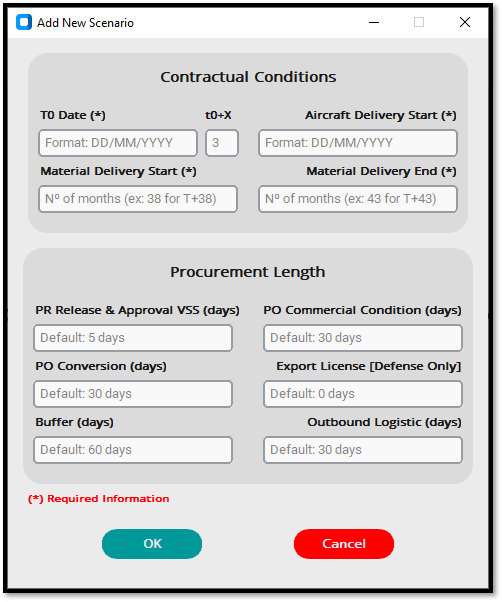 Add New Scenario
Contractual Conditions
T0 Date (*) t0+X Aircraft Delivery Start (*)
Format: DD/MM/YYYY 3 Format: DD/MM/YYYY
Material Delivery Start (*) Material Delivery End (*)
Nº of months (ex: 38 for T+38) Nº of months (ex: 43 for T+43)
Procurement Length
PR Release & Approval VSS (days) PO Commercial Condition (days)
Default: 5 days Default: 30 days
PO Conversion (days) Export License [Defense Only]
Default: 30 days Default: 0 days
Buffer (days) Outbound Logistic (days)
Default: 60 days Default: 30 days
(*) Required Information
OK Cancel